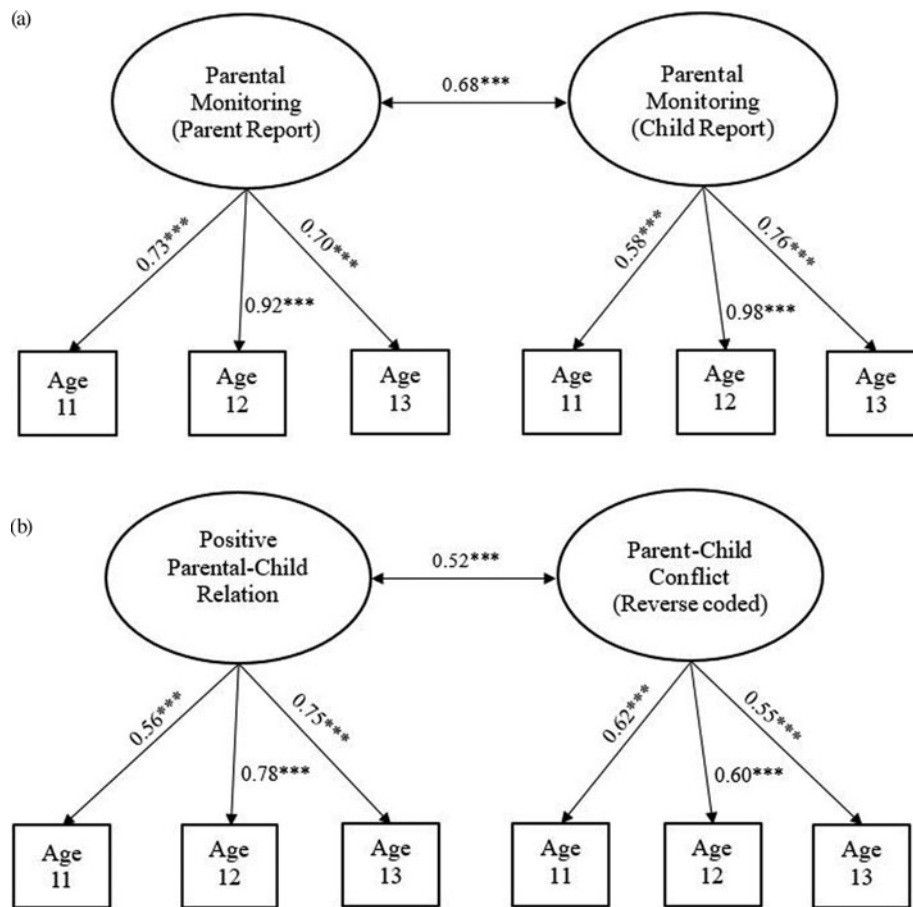 (a)
Parental
Monitoring
(Parent Report)
0.68***
Parental
Monitoring
(Child Report)
0.73***
0.92***
0.70***
0.58***
0.98***
0.76***
Age
11
Age
12
Age
13
Age
11
Age
12
Age
13
(b)
Positive
Parental-Child
Relation
0.52***
Parent-Child
Conflict
(Reverse coded)
0.56***
0.78***
0.75***
0.62***
0.60***
0.55***
Age
11
Age
12
Age
13
Age
11
Age
12
Age
13